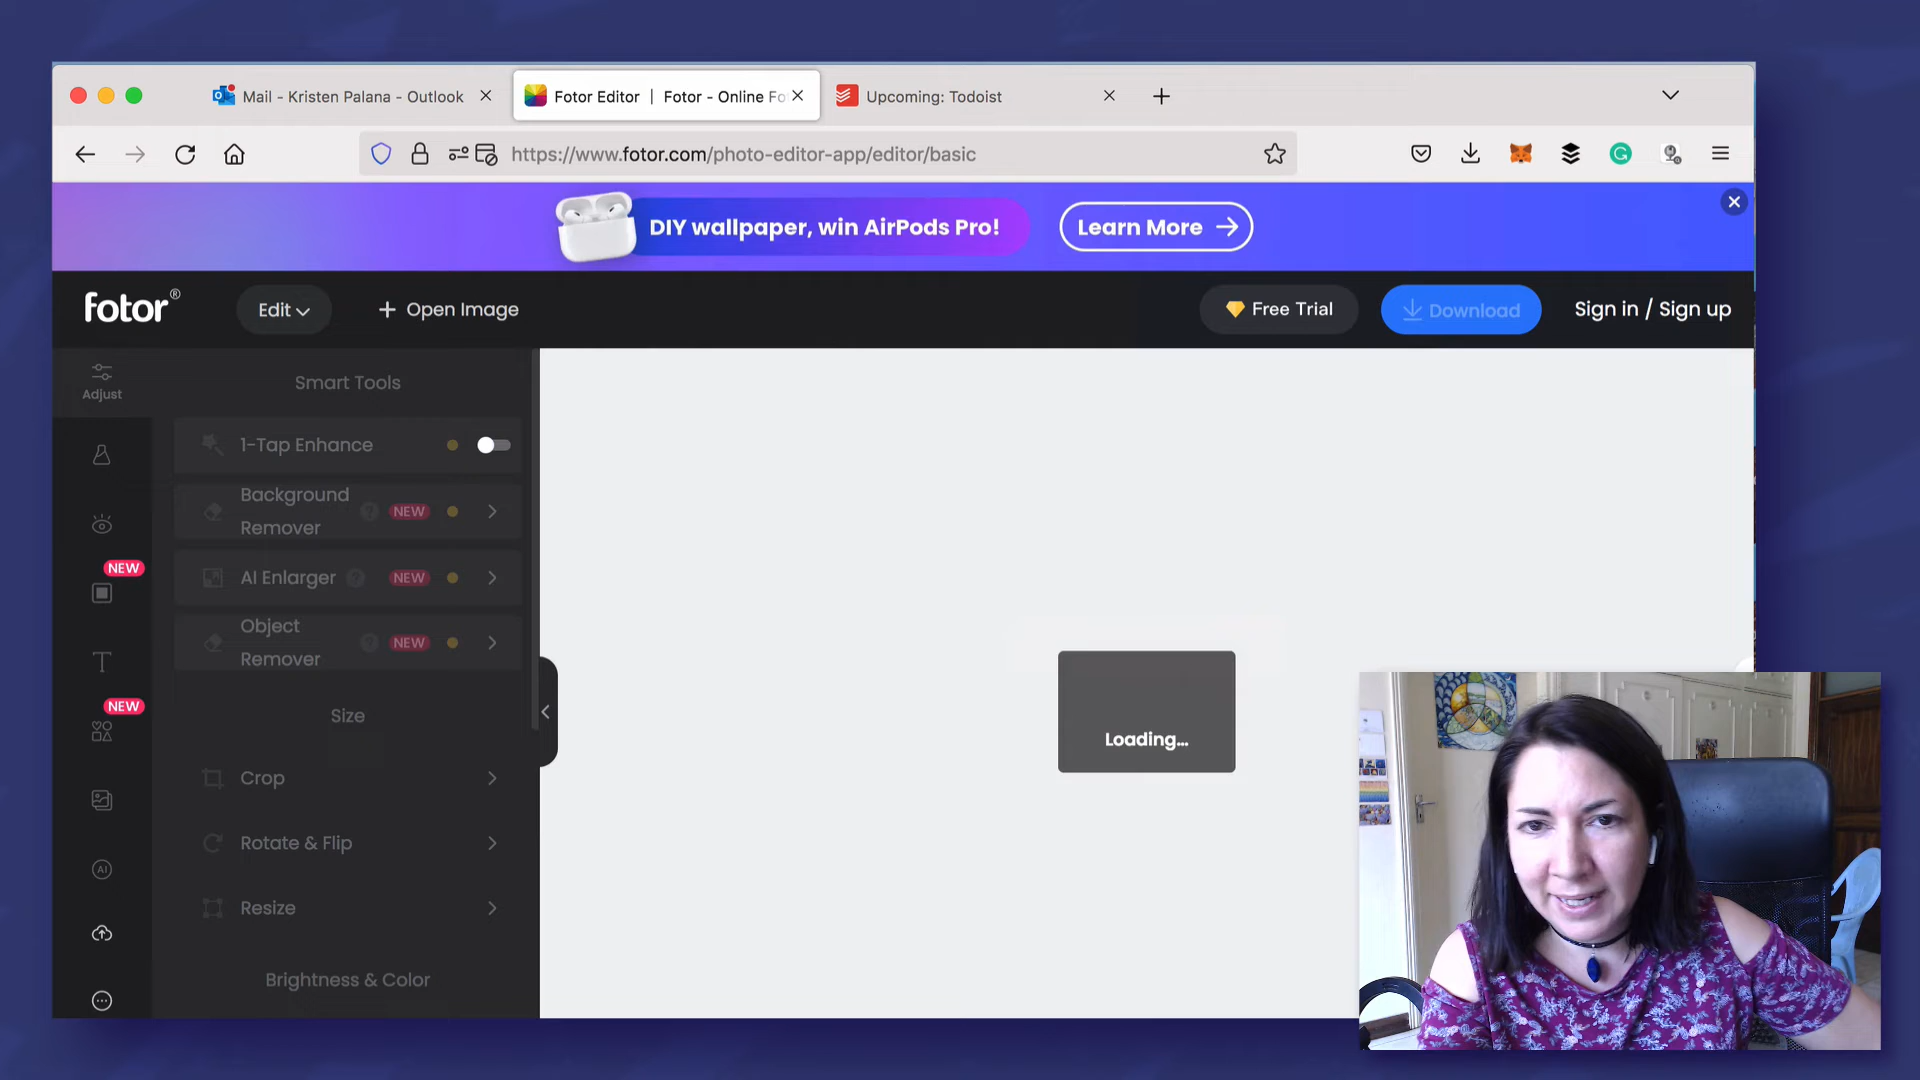 Mail - Kristen Palana - Outlook
Fotor Editor | Fotor - Online Fo
Upcoming: Todoist
https://www.fotor.com/photo-editor-app/editor/basic
DIY wallpaper, win AirPods Pro!
Learn More
fotor®
Edit
Open Image
Free Trial
Download
Sign in / Sign up
Adjust
Smart Tools
1-Tap Enhance
Background
Remover
? NEW
AI Enlarger ? NEW
NEW
Object
Remover
? NEW
T
NEW
Size
Loading...
Crop
Rotate & Flip
AI
Resize
Brightness & Color